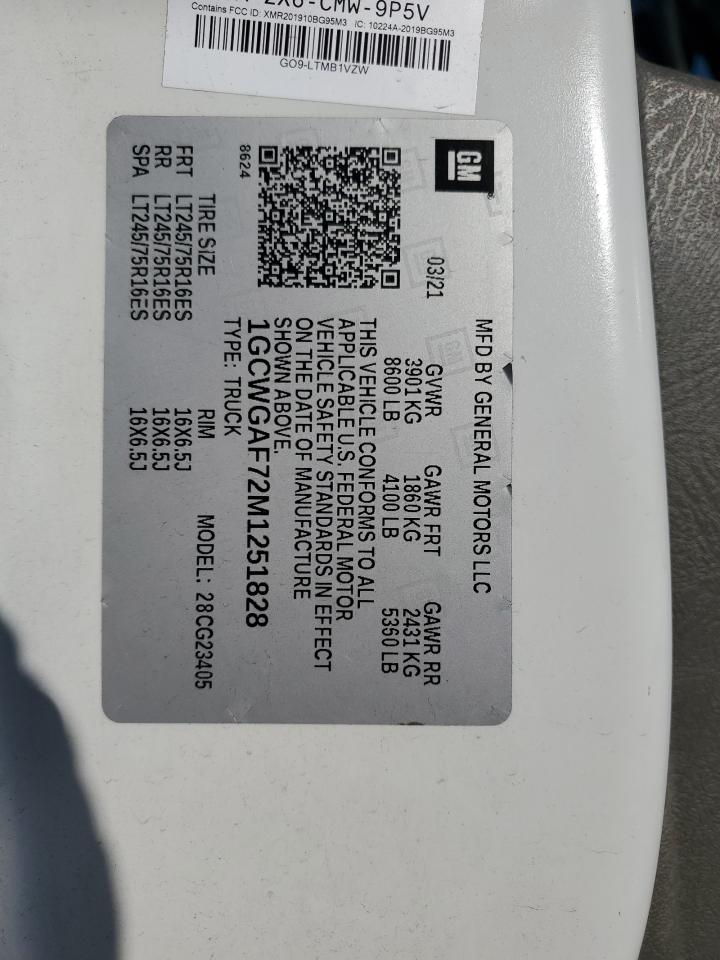 2X6-CMW-9P5V
Contains FCC ID: XMR201910BG95M3 IC: 10224A-2019BG95M3
GO9-LTMB1VZW
GM
MFD BY GENERAL MOTORS LLC
03/21 GVWR GAWR FRT GAWR RR
3901 KG 1860 KG 2431 KG
8600 LB 4100 LB 5360 LB
THIS VEHICLE CONFORMS TO ALL
APPLICABLE U.S. FEDERAL MOTOR
VEHICLE SAFETY STANDARDS IN EFFECT
ON THE DATE OF MANUFACTURE
SHOWN ABOVE.
1GCWGAF72M1251828
8624 TYPE: TRUCK
TIRE SIZE RIM MODEL: 28CG23405
FRT LT245/75R16ES 16X6.5J
RR LT245/75R16ES 16X6.5J
SPA LT245/75R16ES 16X6.5J